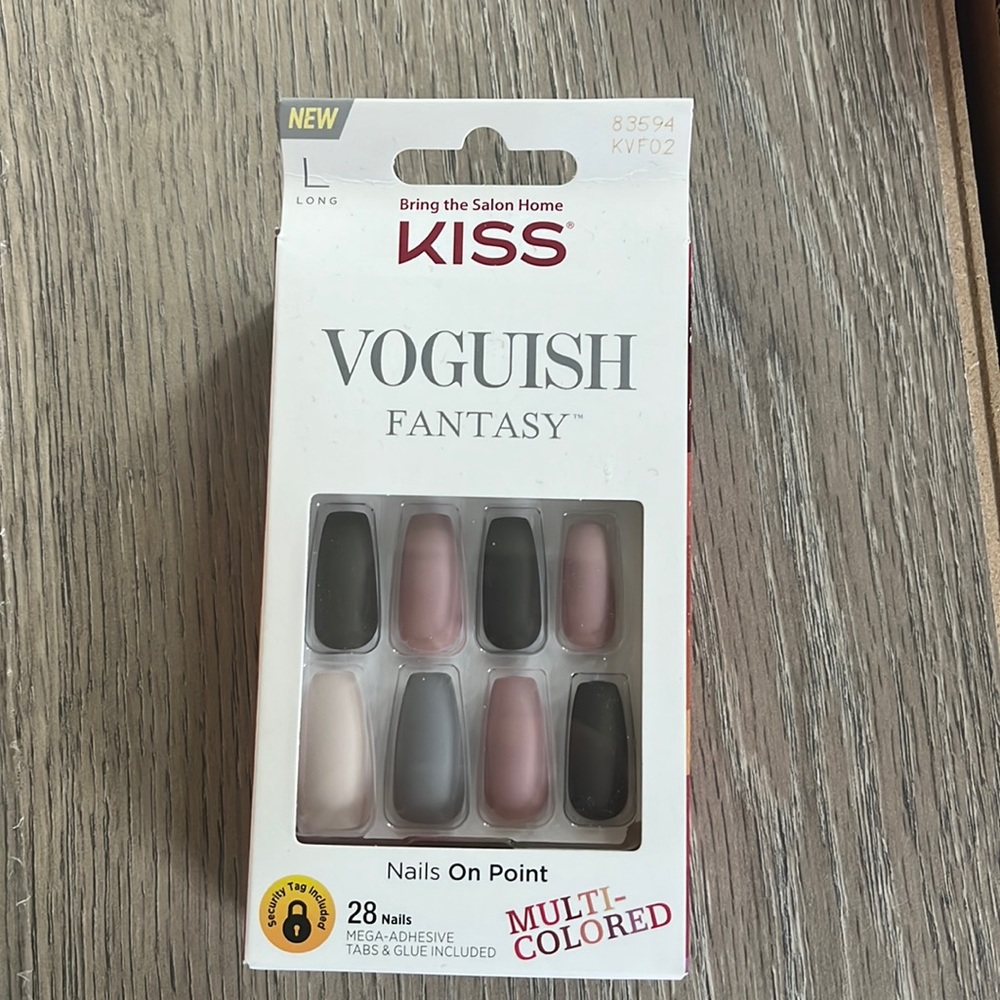 NEW
83594
KVF02
L
LONG
Bring the Salon Home
KISS®
VOGUISH
FANTASY™
Nails On Point
Security Tag Included
28 Nails
MEGA-ADHESIVE
TABS & GLUE INCLUDED
MULTI-
COLORED